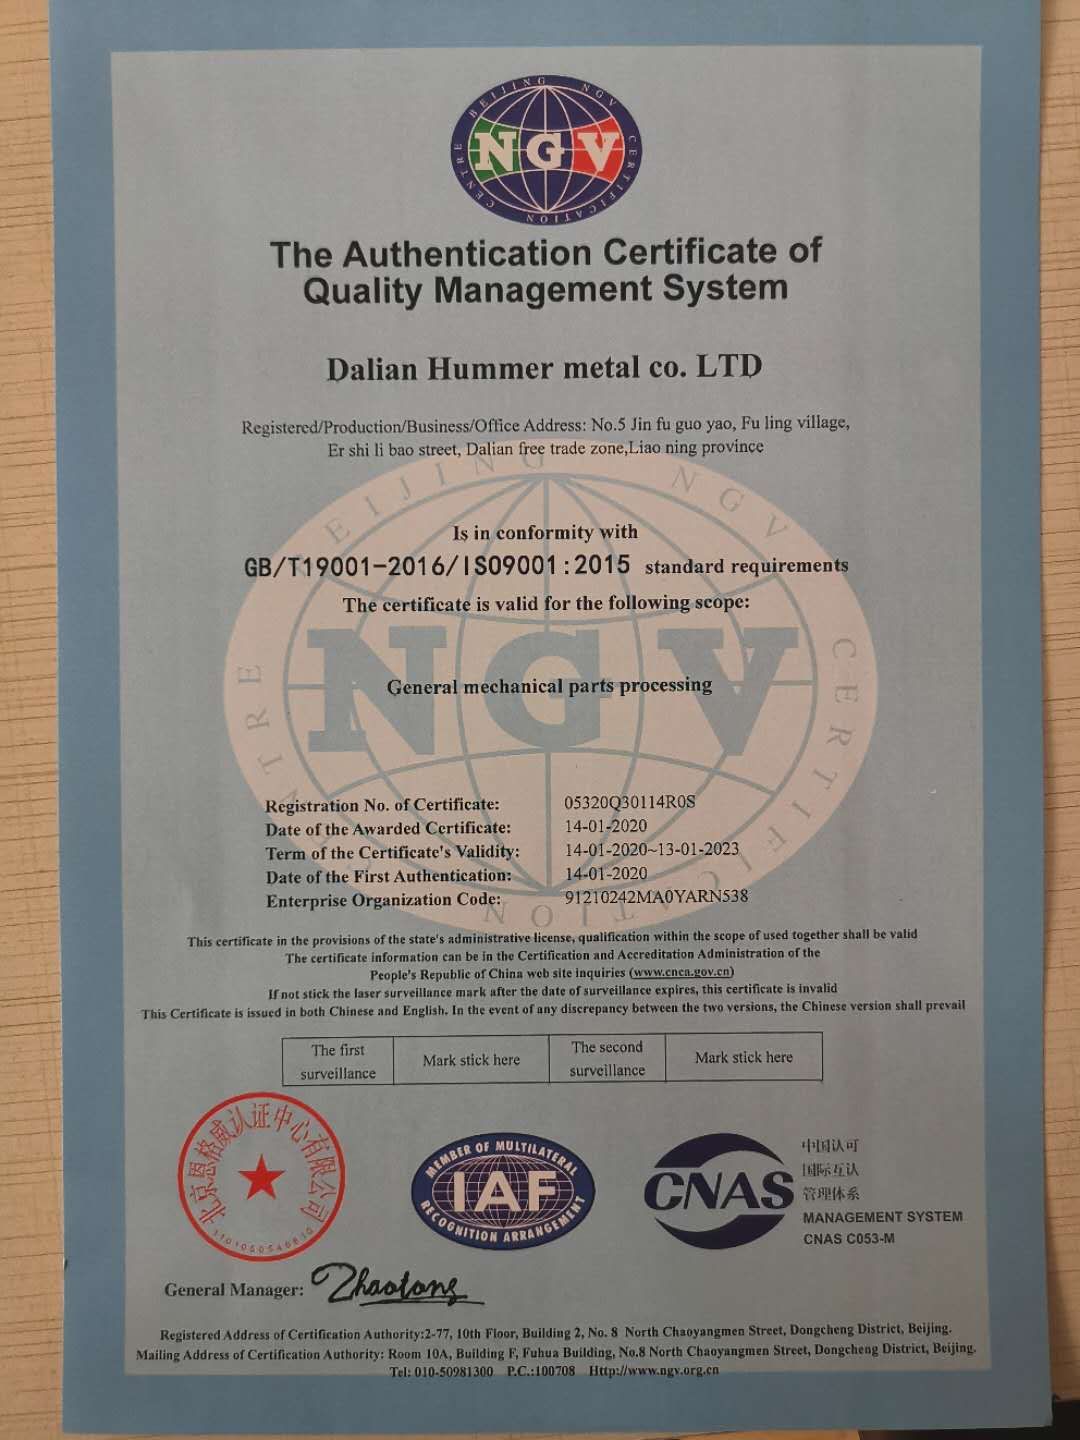 BEIJING NGV CERTIFICATION CENTRE
NGV
The Authentication Certificate of
Quality Management System
Dalian Hummer metal co. LTD
Registered/Production/Business/Office Address: No.5 Jin fu guo yao, Fu ling village,
Er shi li bao street, Dalian free trade zone,Liao ning province
BEIJING NGV CERTIFICATION CENTRE
NGV
Is in conformity with
GB/T19001-2016/ISO9001:2015 standard requirements
The certificate is valid for the following scope:
General mechanical parts processing
Registration No. of Certificate: 05320Q30114R0S
Date of the Awarded Certificate: 14-01-2020
Term of the Certificate's Validity: 14-01-2020~13-01-2023
Date of the First Authentication: 14-01-2020
Enterprise Organization Code: 91210242MA0YARN538
This certificate in the provisions of the state's administrative license, qualification within the scope of used together shall be valid
The certificate information can be in the Certification and Accreditation Administration of the
People's Republic of China web site inquiries (www.cnca.gov.cn)
If not stick the laser surveillance mark after the date of surveillance expires, this certificate is invalid
This Certificate is issued in both Chinese and English. In the event of any discrepancy between the two versions, the Chinese version shall prevail
The first surveillance
Mark stick here
The second surveillance
Mark stick here
北京恩格威认证中心有限公司
MEMBER OF MULTILATERAL
IAF
RECOGNITION ARRANGEMENT
CNAS
中国认可
国际互认
管理体系
MANAGEMENT SYSTEM
CNAS C053-M
General Manager: Zhaotong
Registered Address of Certification Authority:2-77, 10th Floor, Building 2, No. 8 North Chaoyangmen Street, Dongcheng District, Beijing.
Mailing Address of Certification Authority: Room 10A, Building F, Fuhua Building, No.8 North Chaoyangmen Street, Dongcheng District, Beijing.
Tel: 010-50981300 P.C.:100708 Http://www.ngv.org.cn